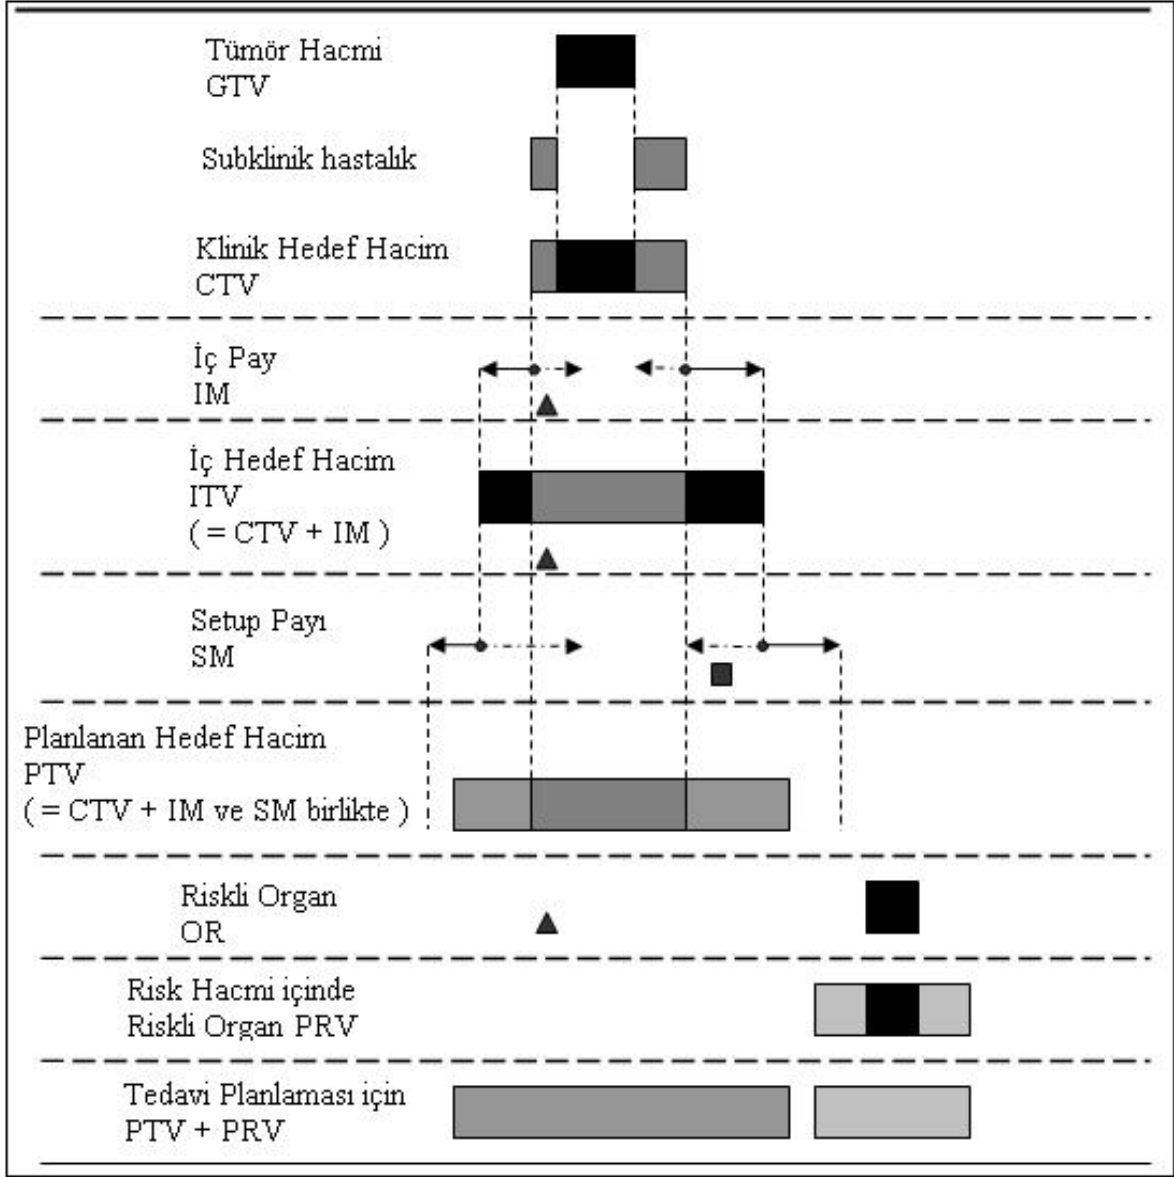 Tümör Hacmi
GTV
Subklinik hastalık
Klinik Hedef Hacim
CTV
İç Pay
IM
İç Hedef Hacim
ITV
( = CTV + IM )
Setup Payı
SM
Planlanan Hedef Hacim
PTV
( = CTV + IM ve SM birlikte )
Riskli Organ
OR
Risk Hacmi içinde
Riskli Organ PRV
Tedavi Planlaması için
PTV + PRV